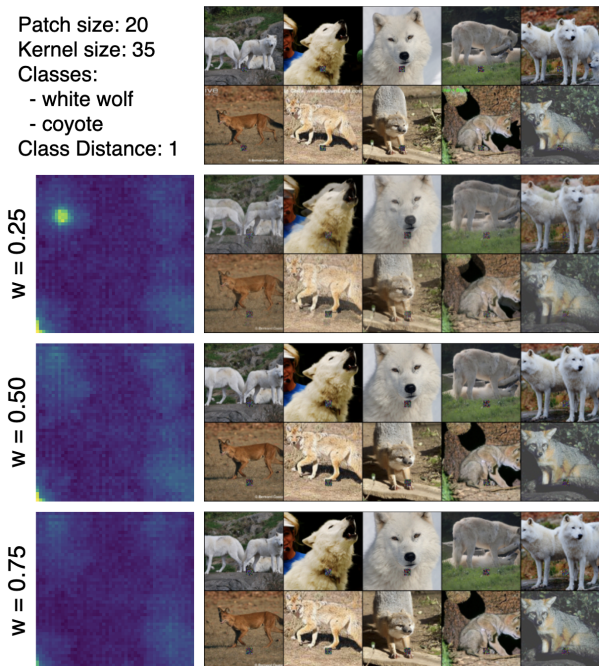 Patch size: 20
Kernel size: 35
Classes:
- white wolf
- coyote
Class Distance: 1
w = 0.25
w = 0.50
w = 0.75